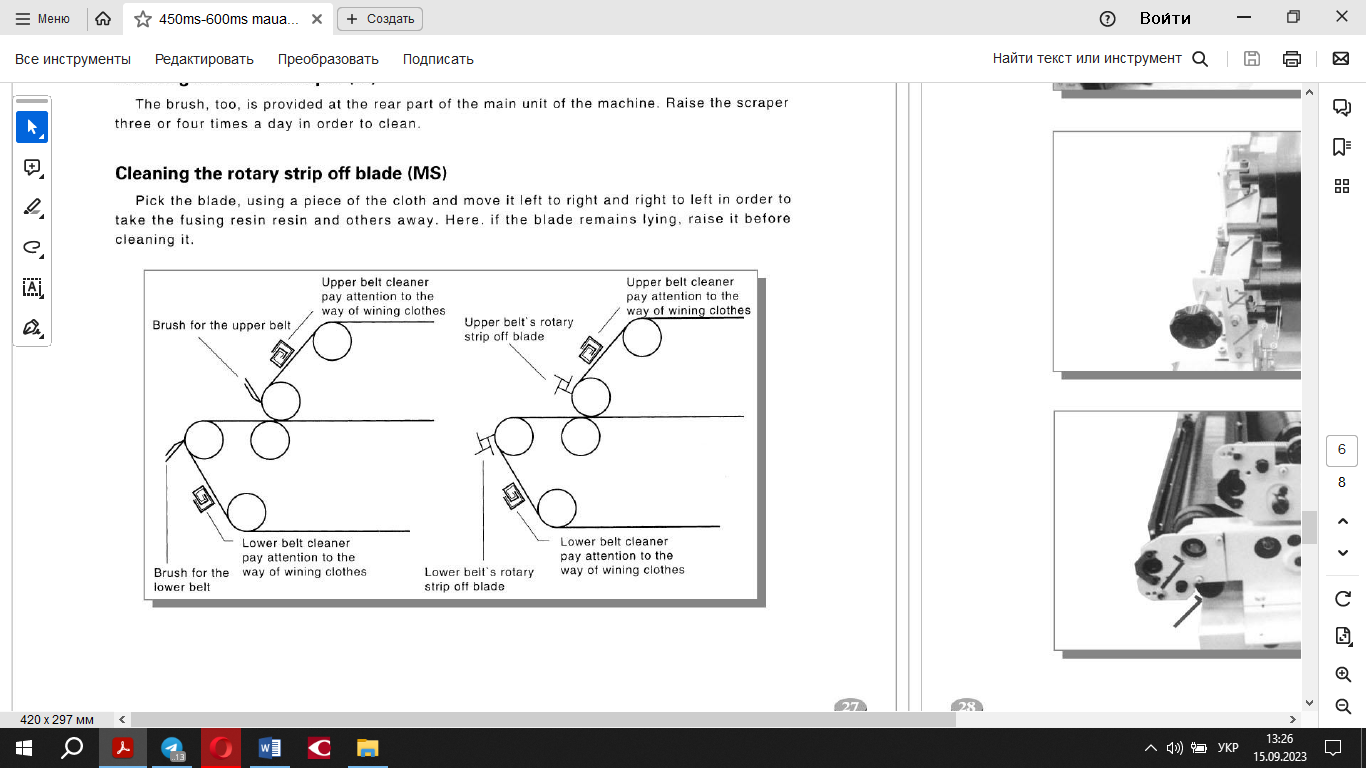 Меню
450ms-600ms maua...
Создать
Войти
Все инструменты
Редактировать
Преобразовать
Подписать
Найти текст или инструмент
The brush, too, is provided at the rear part of the main unit of the machine. Raise the scraper
three or four times a day in order to clean.
Cleaning the rotary strip off blade (MS)
Pick the blade, using a piece of the cloth and move it left to right and right to left in order to
take the fusing resin resin and others away. Here. if the blade remains lying, raise it before
cleaning it.
Upper belt cleaner
pay attention to the
way of wining clothes
Brush for the upper belt
Upper belt cleaner
pay attention to the
way of wining clothes
Upper belt`s rotary
strip off blade
Lower belt cleaner
pay attention to the
way of wining clothes
Brush for the
lower belt
Lower belt cleaner
pay attention to the
way of wining clothes
Lower belt`s rotary
strip off blade
27
28
6
8
420 x 297 мм
13
УКР
13:26
15.09.2023